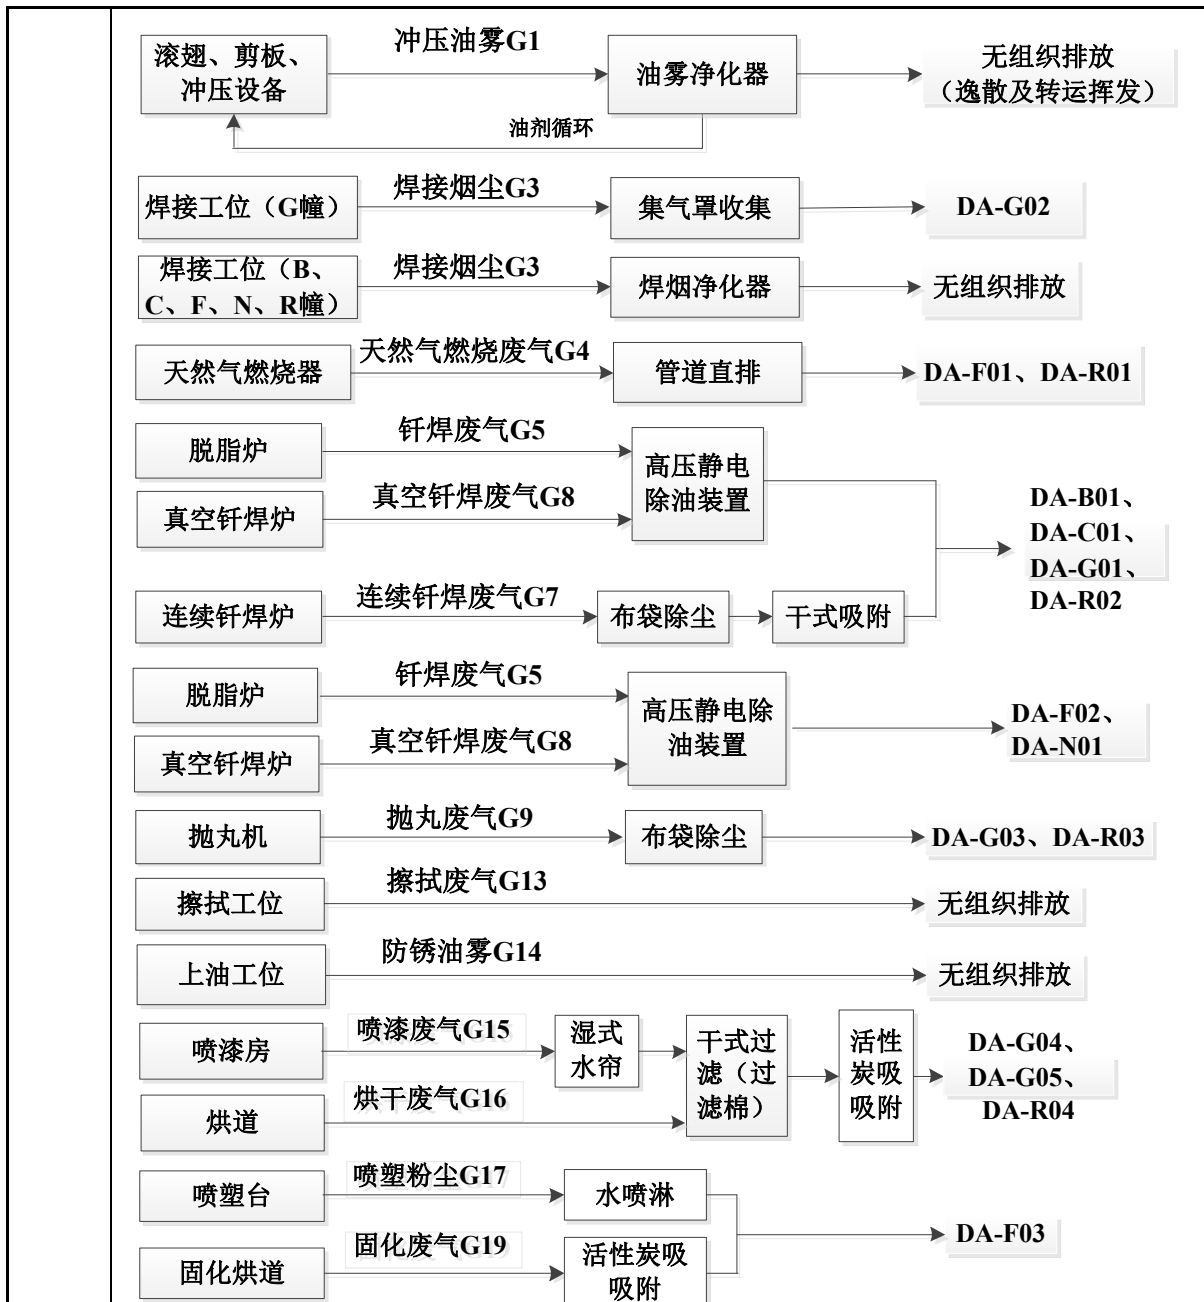 滚翅、剪板、
冲压设备
冲压油雾G1
油雾净化器
无组织排放
（逸散及转运挥发）
油剂循环
焊接工位（G幢）
焊接烟尘G3
集气罩收集
DA-G02
焊接工位（B、
C、F、N、R幢）
焊接烟尘G3
焊烟净化器
无组织排放
天然气燃烧器
天然气燃烧废气G4
管道直排
DA-F01、DA-R01
脱脂炉
钎焊废气G5
真空钎焊炉
真空钎焊废气G8
高压静电
除油装置
连续钎焊炉
连续钎焊废气G7
布袋除尘
干式吸附
DA-B01、
DA-C01、
DA-G01、
DA-R02
脱脂炉
钎焊废气G5
真空钎焊炉
真空钎焊废气G8
高压静电除
油装置
DA-F02、
DA-N01
抛丸机
抛丸废气G9
布袋除尘
DA-G03、DA-R03
擦拭工位
擦拭废气G13
无组织排放
上油工位
防锈油雾G14
无组织排放
喷漆房
喷漆废气G15
湿式
水帘
烘道
烘干废气G16
干式过
滤（过
滤棉）
活性
炭吸
吸附
DA-G04、
DA-G05、
DA-R04
喷塑台
喷塑粉尘G17
水喷淋
固化烘道
固化废气G19
活性炭吸
吸附
DA-F03